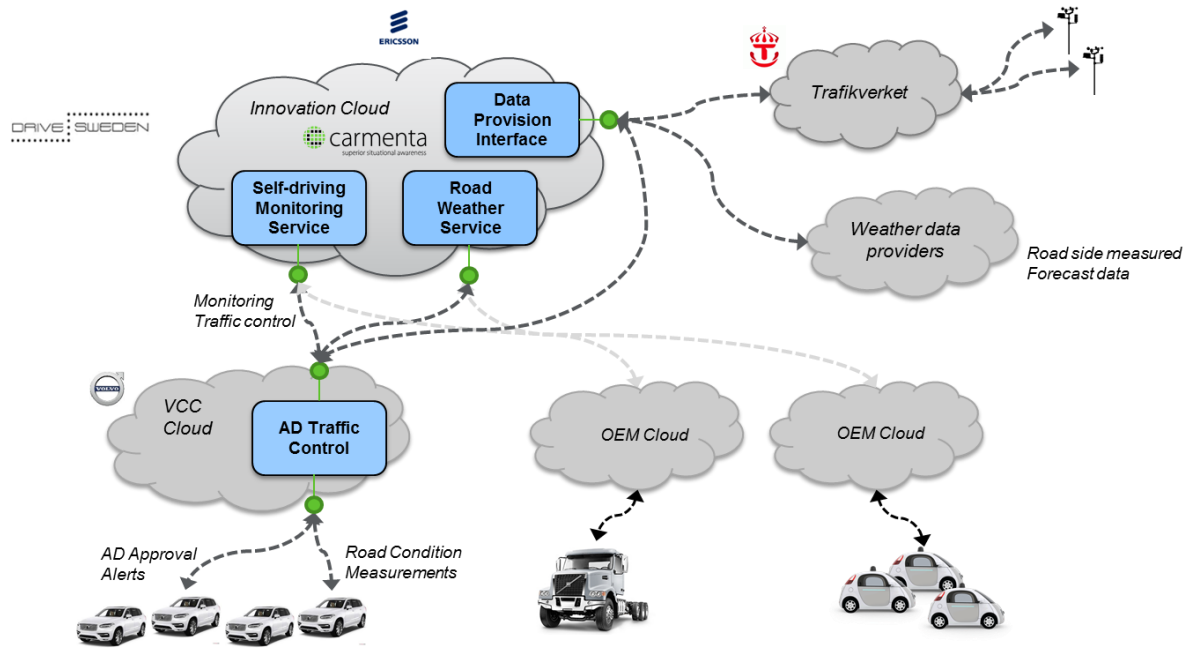 ERICSSON
DRIVE SWEDEN
Innovation Cloud
carmenta
superior situational awareness
Data
Provision
Interface
Self-driving
Monitoring
Service
Road
Weather
Service
Trafikverket
Weather data
providers
Road side measured
Forecast data
Monitoring
Traffic control
VOLVO
VCC
Cloud
AD Traffic
Control
OEM Cloud
OEM Cloud
AD Approval
Alerts
Road Condition
Measurements